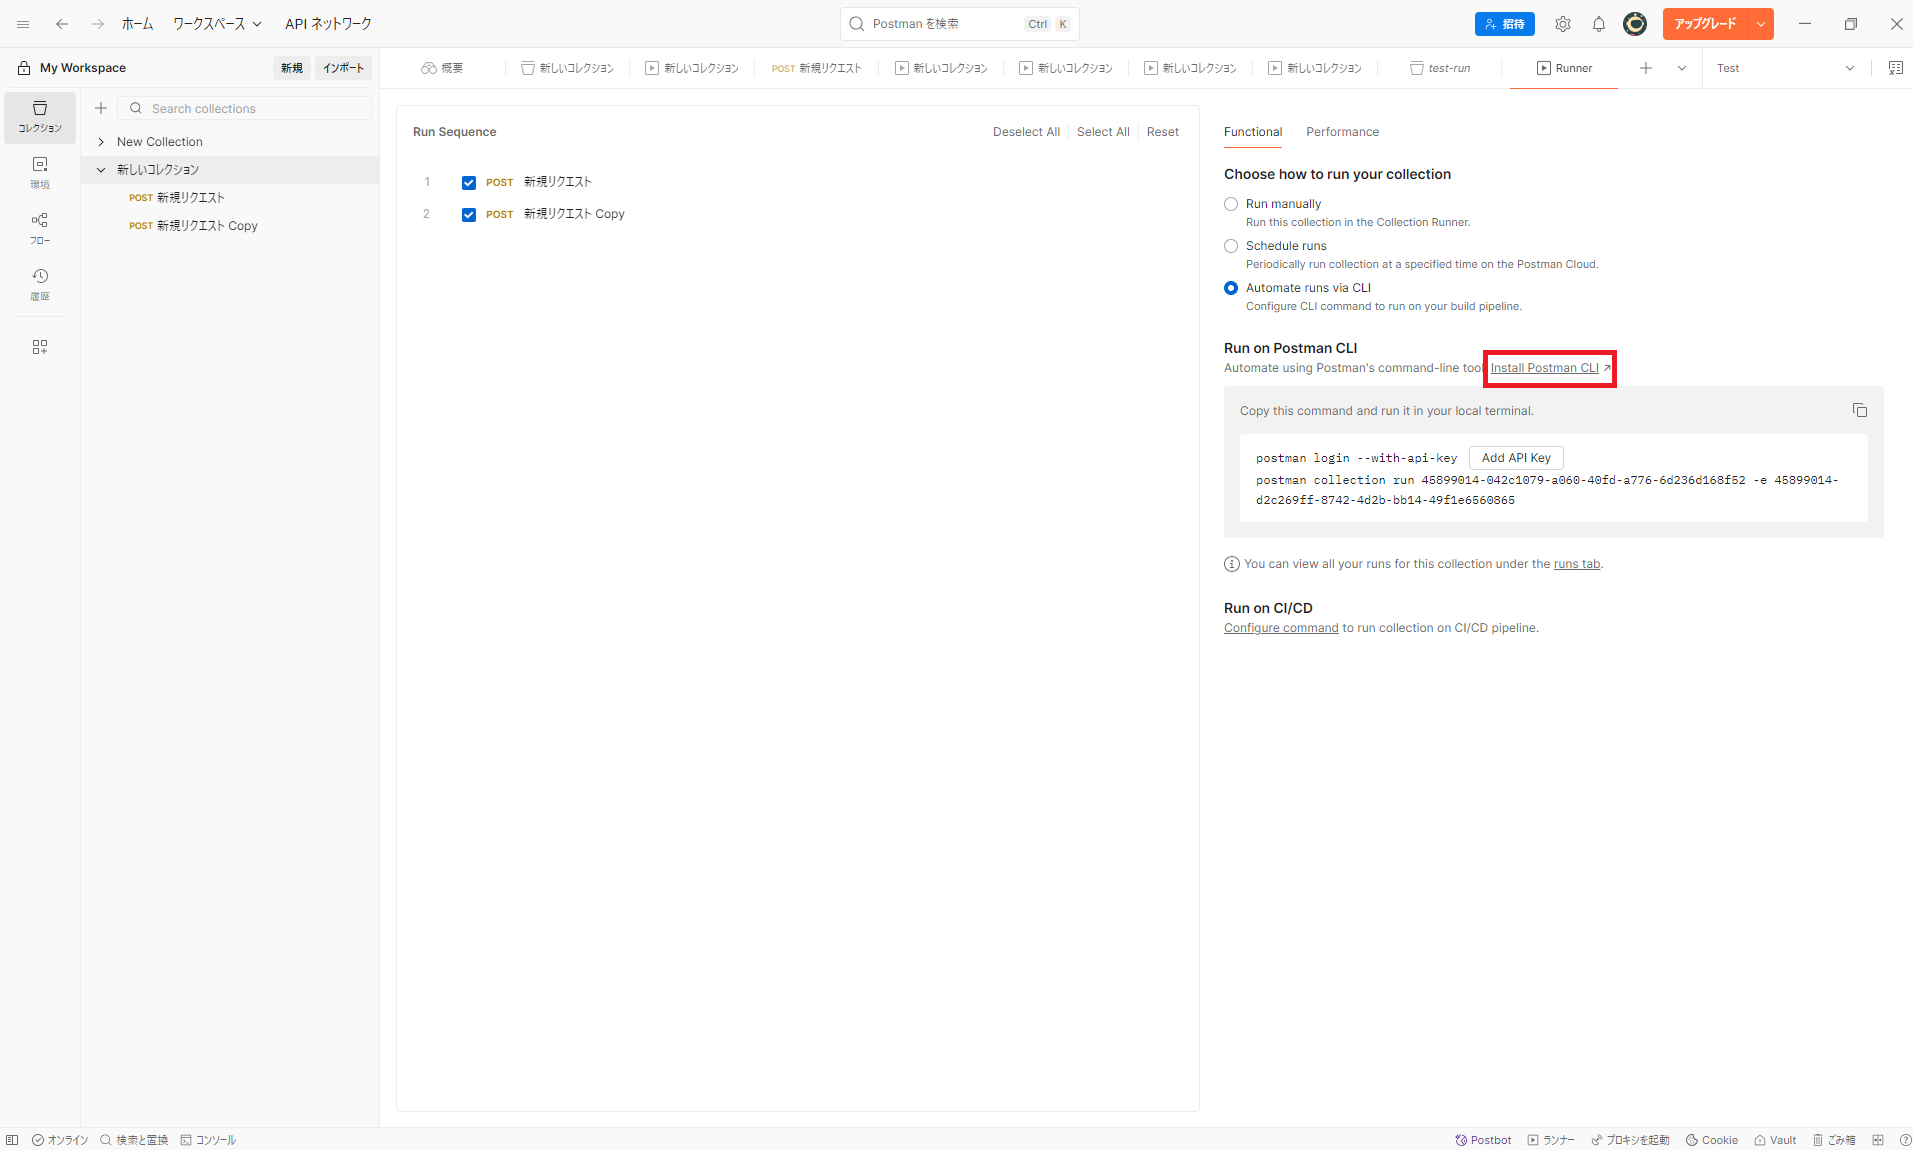 ホーム ワークスペース API ネットワーク Postman を検索 Ctrl K 招待 アップグレード
My Workspace 新規 インポート 概要 新しいコレクション 新しいコレクション POST 新規リクエスト 新しいコレクション 新しいコレクション 新しいコレクション 新しいコレクション test-run Runner Test
コレクション
環境
フロー
履歴
Search collections
New Collection
新しいコレクション
POST 新規リクエスト
POST 新規リクエスト Copy
Run Sequence Deselect All Select All Reset
1 POST 新規リクエスト
2 POST 新規リクエスト Copy
Functional Performance
Choose how to run your collection
Run manually
Run this collection in the Collection Runner.
Schedule runs
Periodically run collection at a specified time on the Postman Cloud.
Automate runs via CLI
Configure CLI command to run on your build pipeline.
Run on Postman CLI
Automate using Postman's command-line tool Install Postman CLI
Copy this command and run it in your local terminal.
postman login --with-api-key Add API Key
postman collection run 45899014-042c1079-a060-40fd-a776-6d236d168f52 -e 45899014-
d2c269ff-8742-4d2b-bb14-49f1e6560865
You can view all your runs for this collection under the runs tab.
Run on CI/CD
Configure command to run collection on CI/CD pipeline.
オンライン 検索と置換 コンソール Postbot ランナー プロキシを起動 Cookie Vault ごみ箱